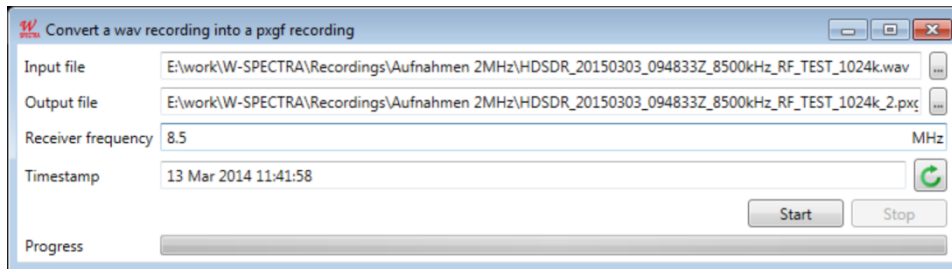 W SPECTRA Convert a wav recording into a pxgf recording
Input file E:\work\W-SPECTRA\Recordings\Aufnahmen 2MHz\HDSDR_20150303_094833Z_8500kHz_RF_TEST_1024k.wav ...
Output file E:\work\W-SPECTRA\Recordings\Aufnahmen 2MHz\HDSDR_20150303_094833Z_8500kHz_RF_TEST_1024k_2.pxg ...
Receiver frequency 8.5 MHz
Timestamp 13 Mar 2014 11:41:58
Start Stop
Progress